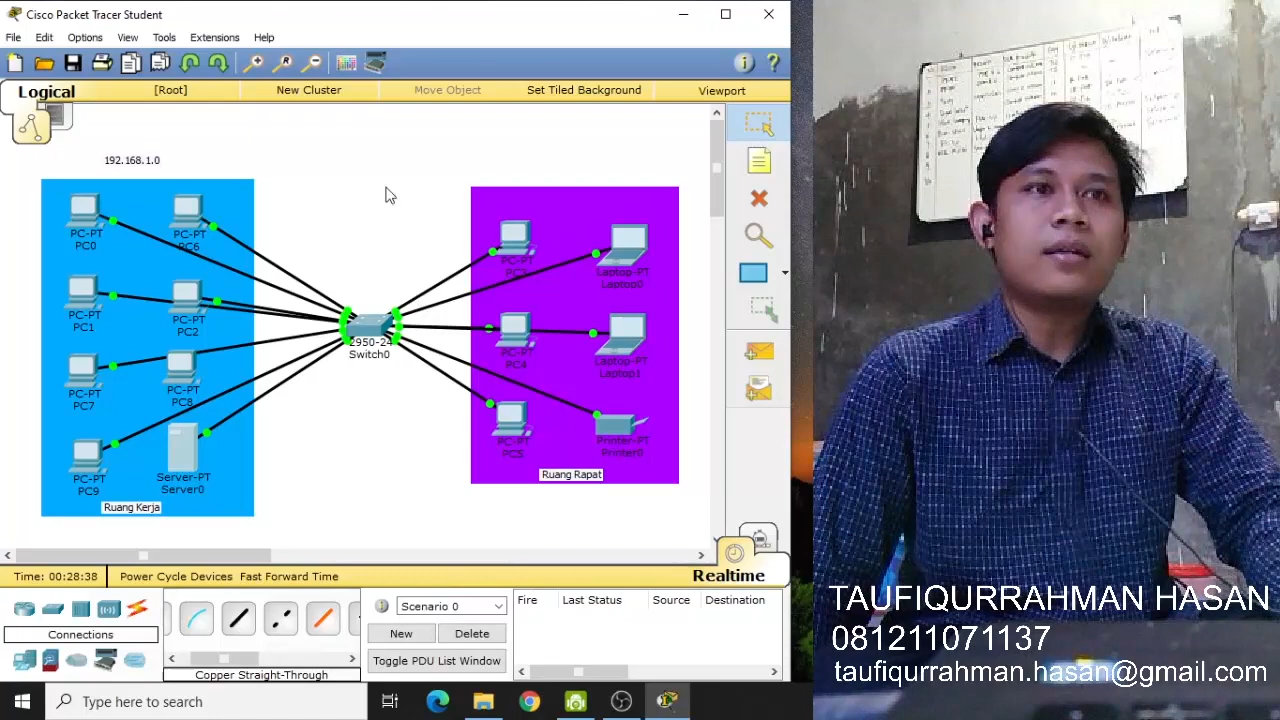 Cisco Packet Tracer Student
File Edit Options View Tools Extensions Help
Logical [Root] New Cluster Move Object Set Tiled Background Viewport
192.168.1.0
PC-PT
PC0
PC-PT
PC6
PC-PT
PC1
PC-PT
PC2
PC-PT
PC7
PC-PT
PC8
PC-PT
PC9
Server-PT
Server0
Ruang Kerja
2950-24
Switch0
PC-PT
PC3
Laptop-PT
Laptop0
PC-PT
PC4
Laptop-PT
Laptop1
PC-PT
PC5
Printer-PT
Printer0
Ruang Rapat
Time: 00:28:38 Power Cycle Devices Fast Forward Time
Realtime
Connections
Copper Straight-Through
Scenario 0
New Delete
Toggle PDU List Window
Fire Last Status Source Destination
Type here to search
TAUFIQURRAHMAN HASAN
081211071137
taufiqurrahman.hasan@gmail.com